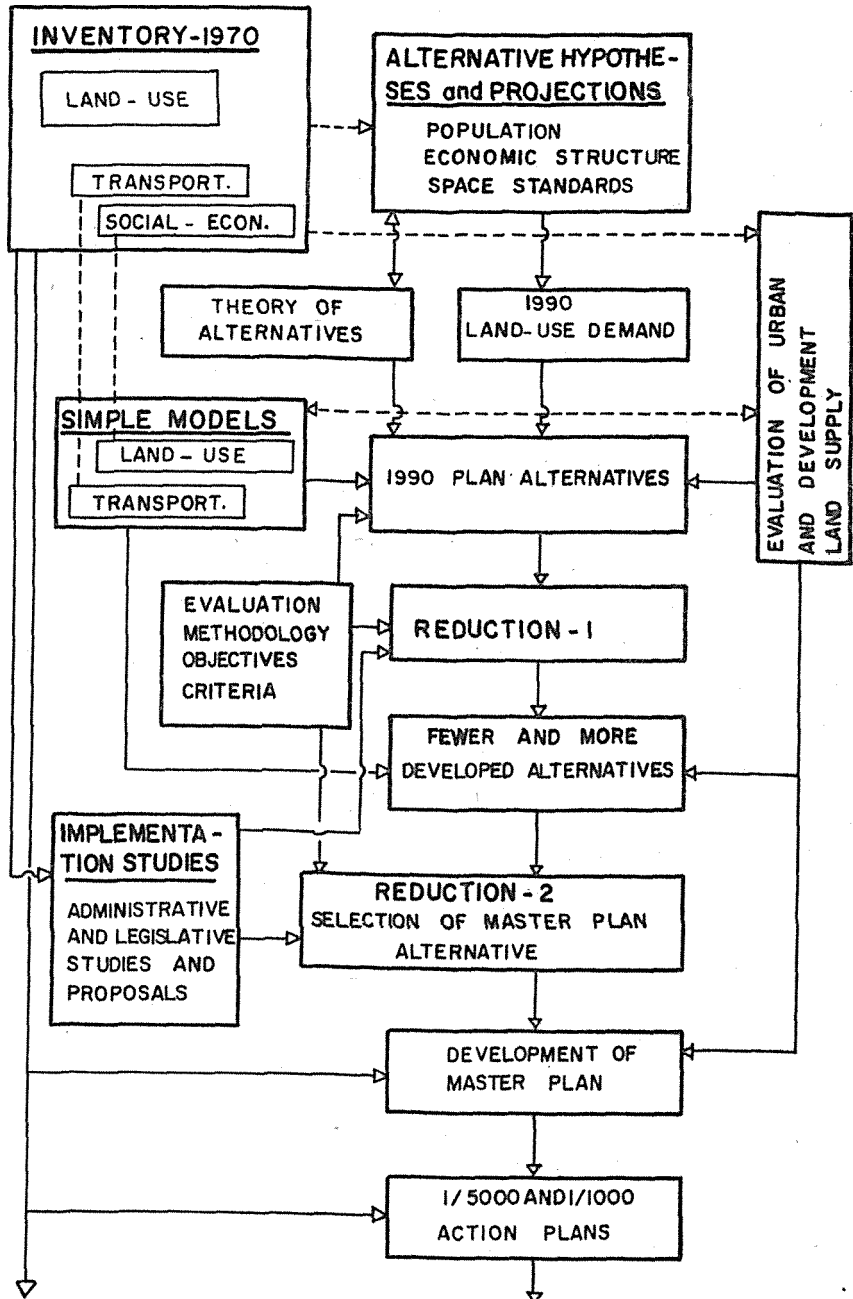 INVENTORY-1970
LAND-USE
TRANSPORT.
SOCIAL-ECON.
ALTERNATIVE HYPOTHE-
SES and PROJECTIONS
POPULATION
ECONOMIC STRUCTURE
SPACE STANDARDS
THEORY OF
ALTERNATIVES
1990
LAND-USE DEMAND
EVALUATION OF URBAN
AND DEVELOPMENT
LAND SUPPLY
SIMPLE MODELS
LAND-USE
TRANSPORT.
1990 PLAN ALTERNATIVES
EVALUATION
METHODOLOGY
OBJECTIVES
CRITERIA
REDUCTION-1
FEWER AND MORE
DEVELOPED ALTERNATIVES
IMPLEMENTA-
TION STUDIES
ADMINISTRATIVE
AND LEGISLATIVE
STUDIES AND
PROPOSALS
REDUCTION-2
SELECTION OF MASTER PLAN
ALTERNATIVE
DEVELOPMENT OF
MASTER PLAN
1/5000 AND 1/1000
ACTION PLANS